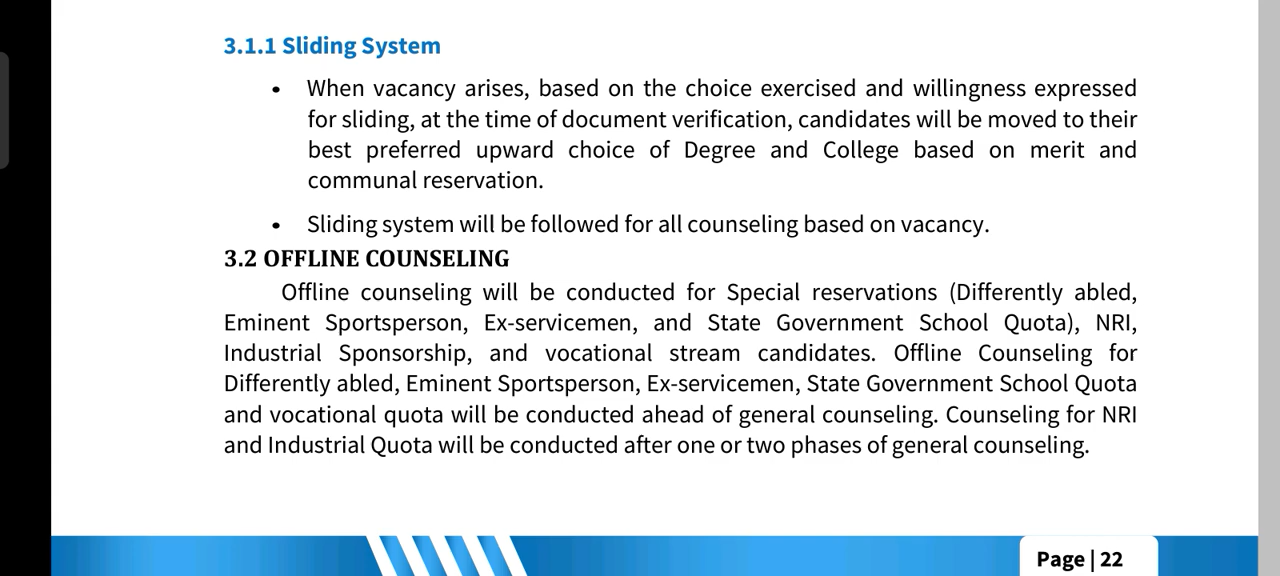 3.1.1 Sliding System
• When vacancy arises, based on the choice exercised and willingness expressed
for sliding, at the time of document verification, candidates will be moved to their
best preferred upward choice of Degree and College based on merit and
communal reservation.
• Sliding system will be followed for all counseling based on vacancy.
3.2 OFFLINE COUNSELING
Offline counseling will be conducted for Special reservations (Differently abled,
Eminent Sportsperson, Ex-servicemen, and State Government School Quota), NRI,
Industrial Sponsorship, and vocational stream candidates. Offline Counseling for
Differently abled, Eminent Sportsperson, Ex-servicemen, State Government School Quota
and vocational quota will be conducted ahead of general counseling. Counseling for NRI
and Industrial Quota will be conducted after one or two phases of general counseling.
Page | 22